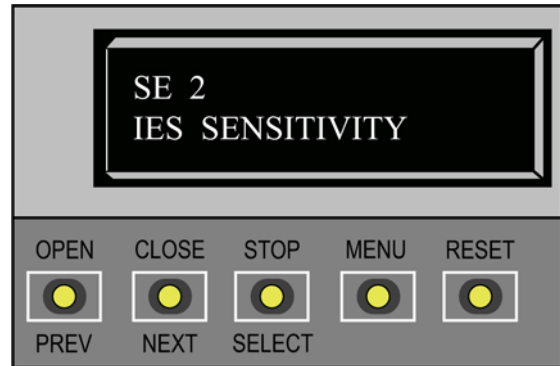 SE 2
IES SENSITIVITY
OPEN CLOSE STOP MENU RESET
PREV NEXT SELECT